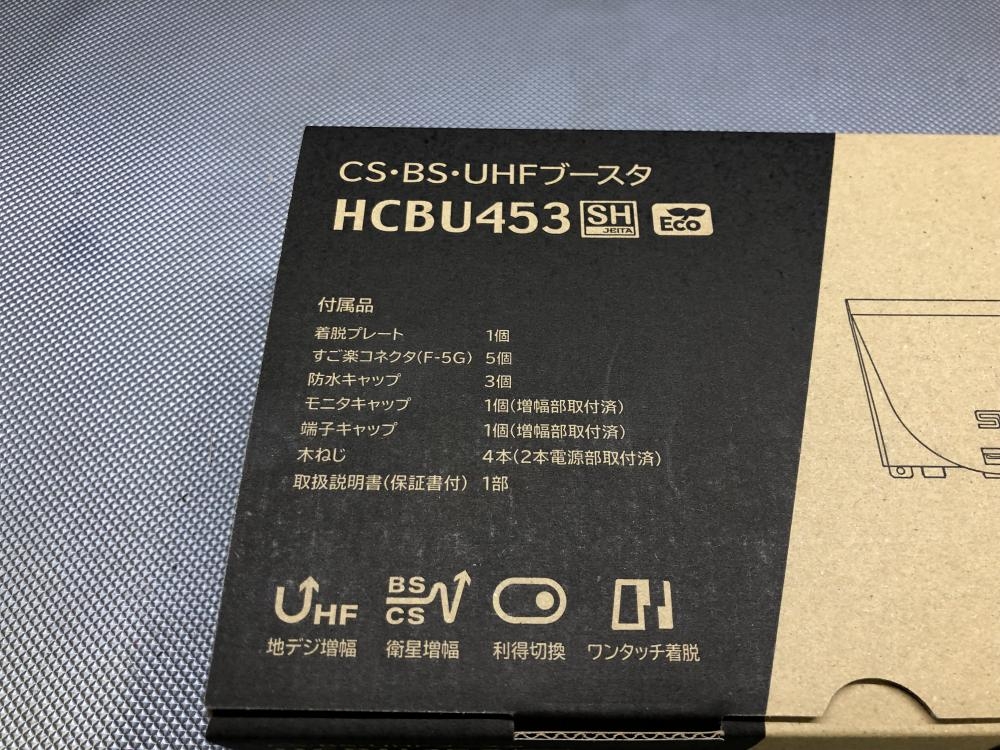 CS・BS・UHFブースタ
HCBU453 SH JEITA Eco
付属品
着脱プレート 1個
すご楽コネクタ(F-5G) 5個
防水キャップ 3個
モニタキャップ 1個(増幅部取付済)
端子キャップ 1個(増幅部取付済)
木ねじ 4本(2本電源部取付済)
取扱説明書(保証書付) 1部
UHF BS CS
地デジ増幅 衛星増幅 利得切換 ワンタッチ着脱